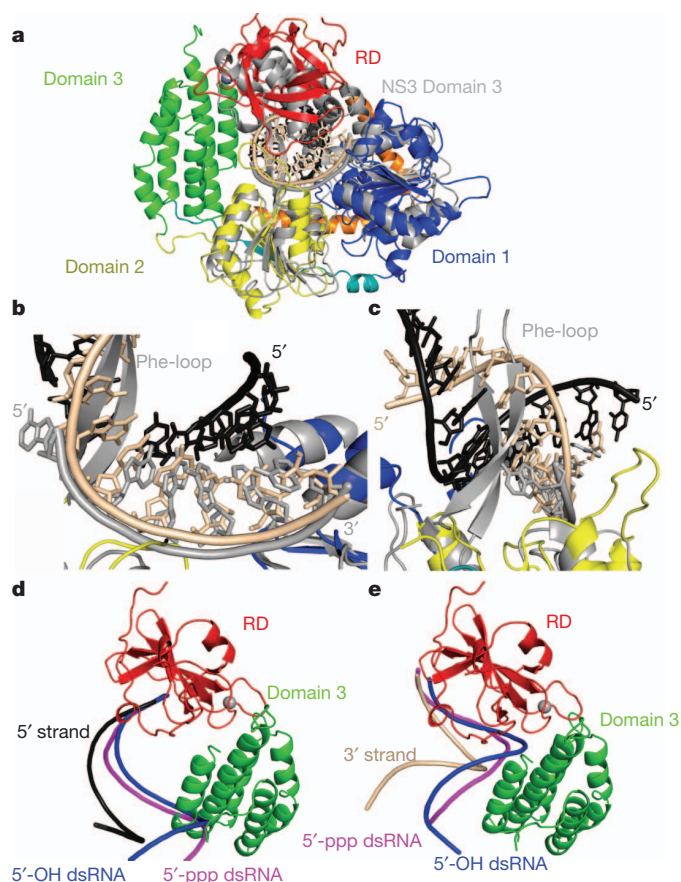 a
RD
Domain 3
NS3 Domain 3
Domain 2
Domain 1
b
Phe-loop
5′
5′
3′
c
Phe-loop
5′
5′
d
RD
5′ strand
Domain 3
5′-OH dsRNA
5′-ppp dsRNA
e
RD
Domain 3
3′ strand
5′-ppp dsRNA
5′-OH dsRNA